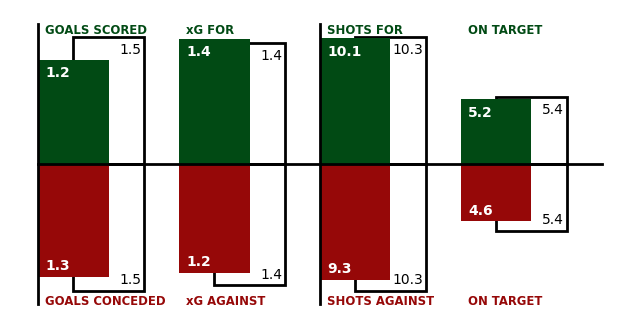 GOALS SCORED xG FOR SHOTS FOR ON TARGET
1.2 1.5 1.4 1.4 10.1 10.3 5.2 5.4
1.3 1.5 1.2 1.4 9.3 10.3 4.6 5.4
GOALS CONCEDED xG AGAINST SHOTS AGAINST ON TARGET